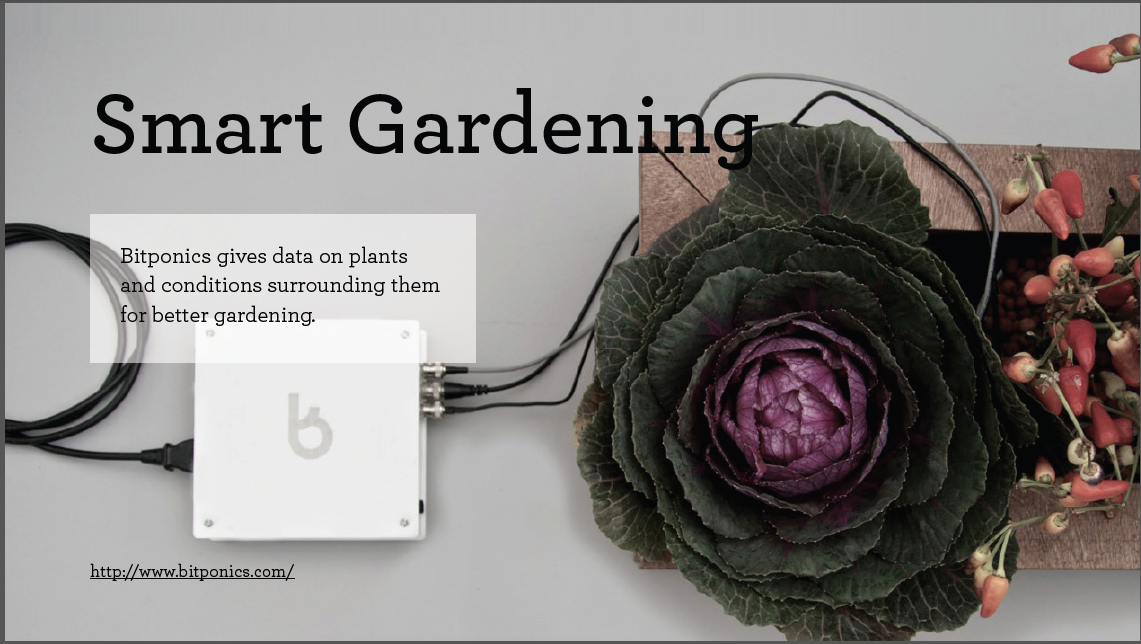 Smart Gardening
Bitponics gives data on plants
and conditions surrounding them
for better gardening.
http://www.bitponics.com/